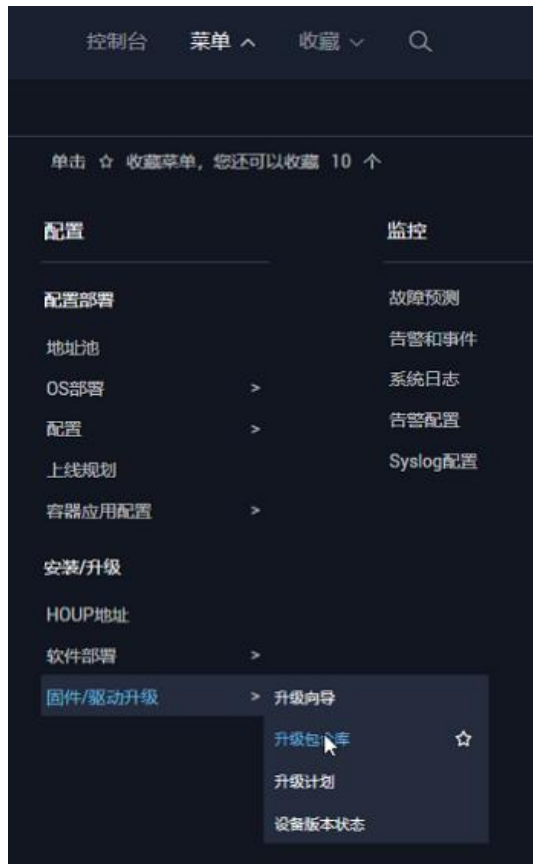 控制台 菜单 收藏
单击 ☆ 收藏菜单，您还可以收藏 10 个
配置
配置部署
地址池
OS部署 >
配置 >
上线规划
容器应用配置 >
安装/升级
HOUP地址
软件部署 >
固件/驱动升级 >
升级向导
升级包库
升级计划
设备版本状态
监控
故障预测
告警和事件
系统日志
告警配置
Syslog配置